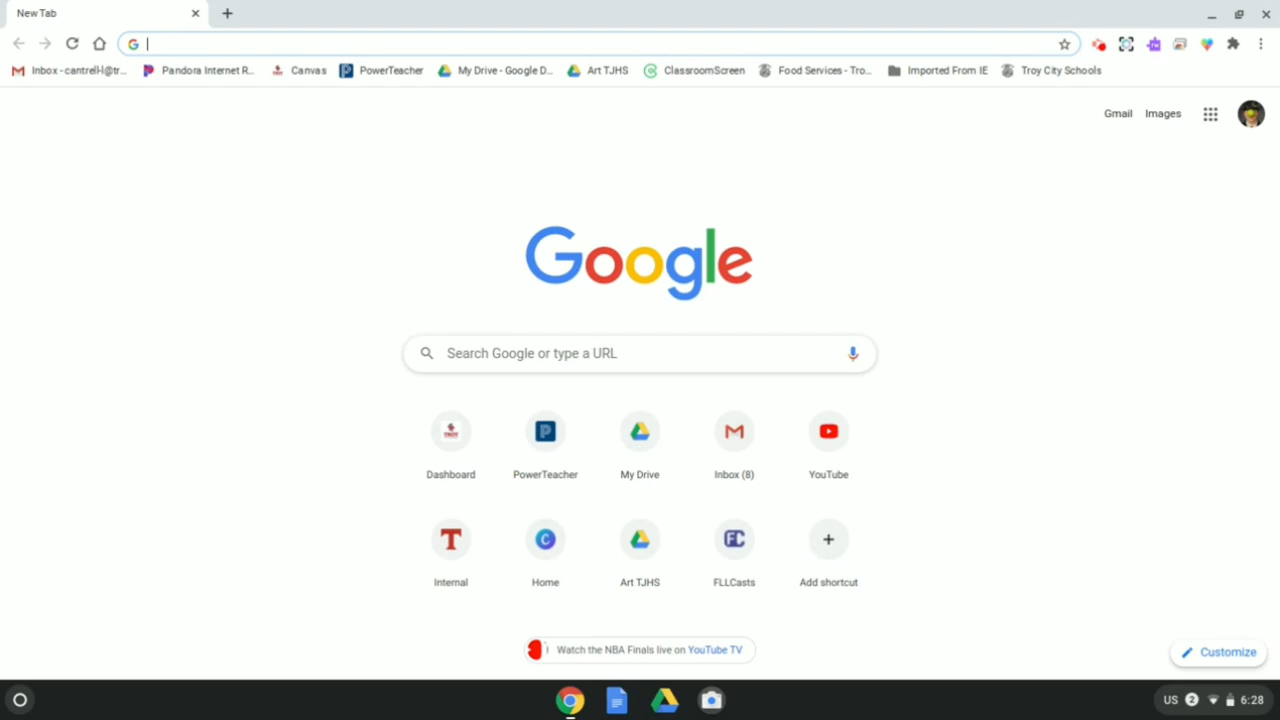 New Tab
Inbox - cantrell-l@tr...
Pandora Internet R...
Canvas
PowerTeacher
My Drive - Google D...
Art TJHS
ClassroomScreen
Food Services - Tro...
Imported From IE
Troy City Schools
Gmail
Images
Google
Search Google or type a URL
Dashboard
PowerTeacher
My Drive
Inbox (8)
YouTube
Internal
Home
Art TJHS
FLLCasts
Add shortcut
Watch the NBA Finals live on YouTube TV
Customize
US 2 6:28